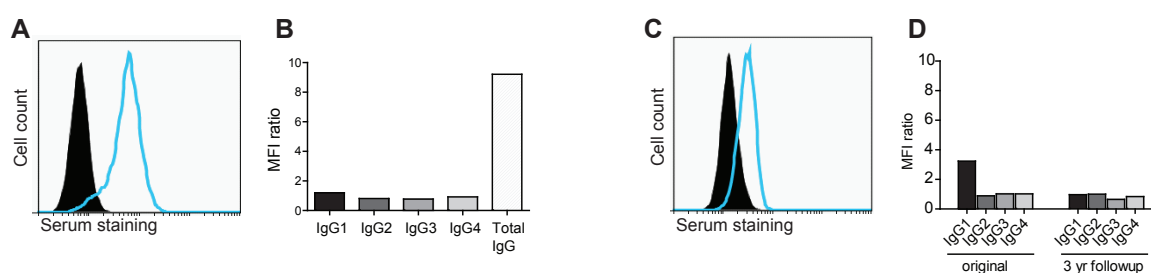 A
Cell count
Serum staining
B
MFI ratio
10
8
6
4
2
0
IgG1 IgG2 IgG3 IgG4 Total
IgG
C
Cell count
Serum staining
D
MFI ratio
10
8
6
4
2
0
IgG1 IgG2 IgG3 IgG4 IgG1 IgG2 IgG3 IgG4
original 3 yr followup